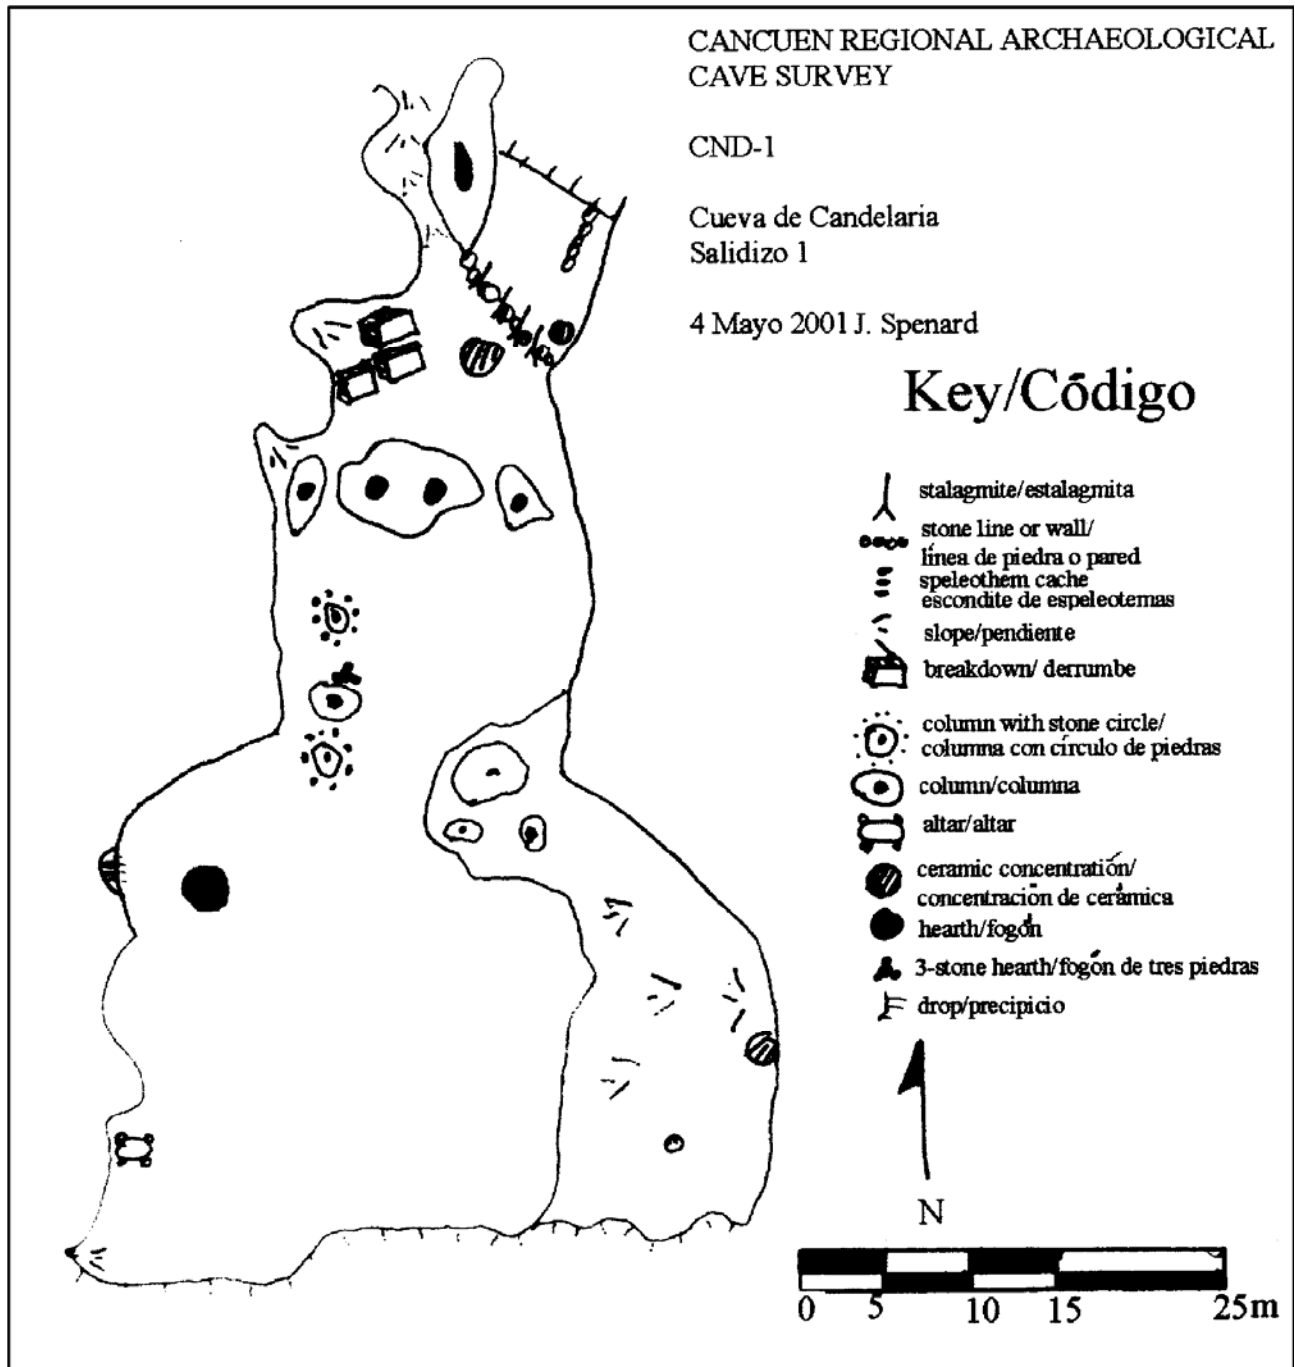 CANCUEN REGIONAL ARCHAEOLOGICAL
CAVE SURVEY
CND-1
Cueva de Candelaria
Salidizo 1
4 Mayo 2001 J. Spenard
Key/Código
stalagmite/estalagmita
stone line or wall/
línea de piedra o pared
speleothem cache
escondite de espeleotemas
slope/pendiente
breakdown/ derrumbe
column with stone circle/
columna con círculo de piedras
column/columna
altar/altar
ceramic concentratión/
concentración de cerámica
hearth/fogón
3-stone hearth/fogón de tres piedras
drop/precipicio
N
0 5 10 15 25m